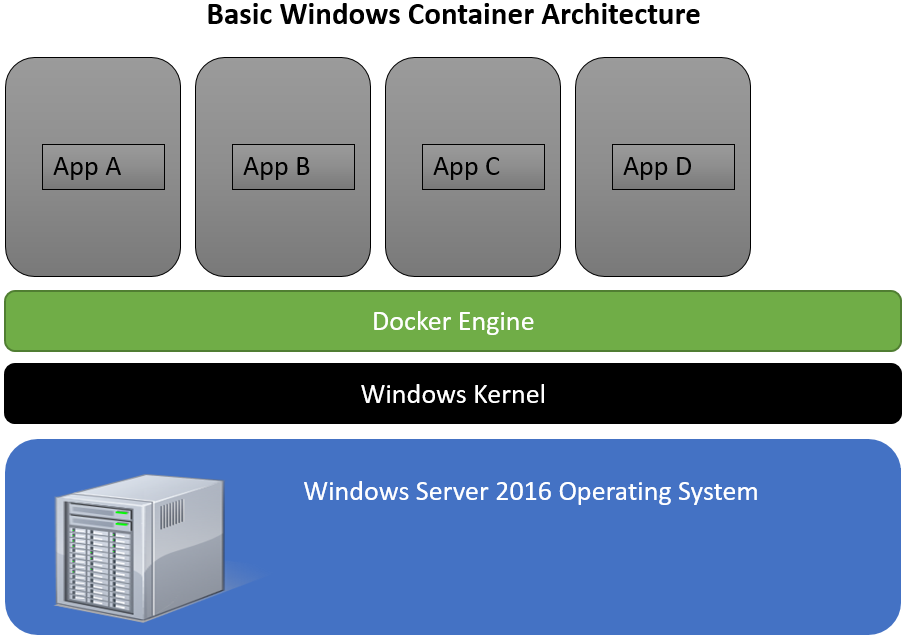 Basic Windows Container Architecture
App A
App B
App C
App D
Docker Engine
Windows Kernel
Windows Server 2016 Operating System